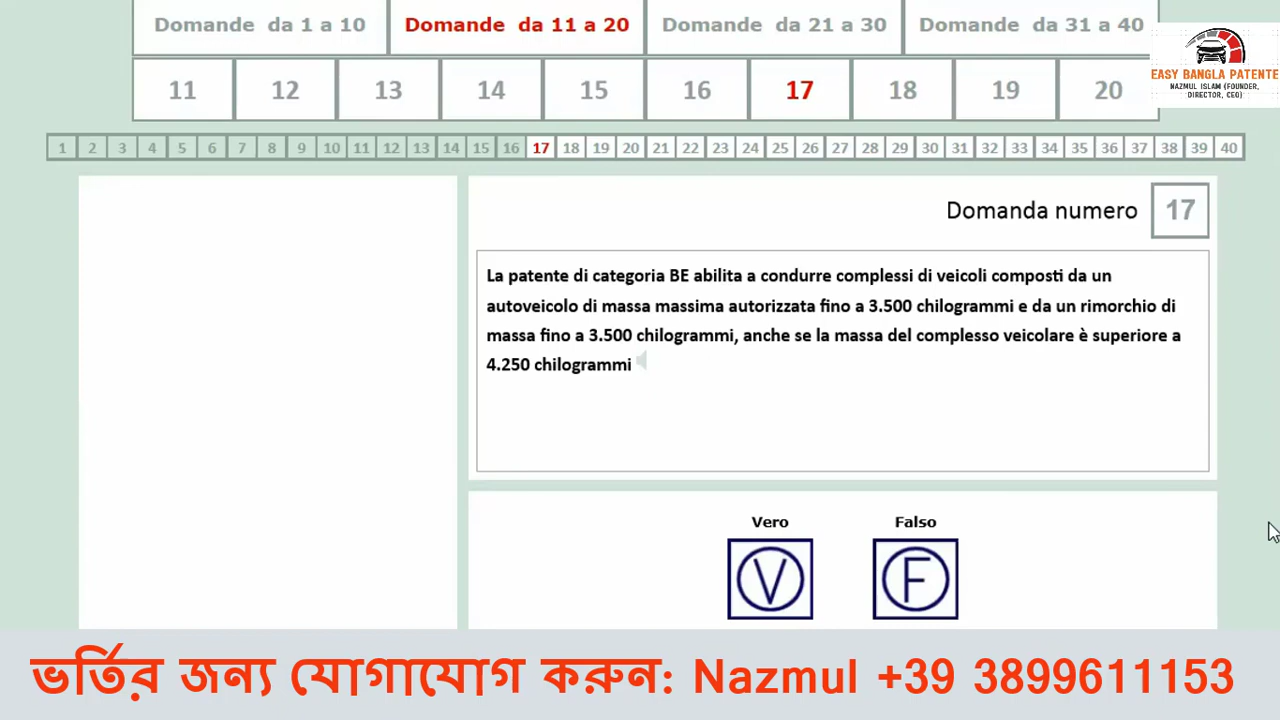 Domande da 1 a 10
Domande da 11 a 20
Domande da 21 a 30
Domande da 31 a 40
EASY BANGLA PATENTE
NAZMUL ISLAM (FOUNDER,
DIRECTOR, CEO)
11 12 13 14 15 16 17 18 19 20
1 2 3 4 5 6 7 8 9 10 11 12 13 14 15 16 17 18 19 20 21 22 23 24 25 26 27 28 29 30 31 32 33 34 35 36 37 38 39 40
Domanda numero 17
La patente di categoria BE abilita a condurre complessi di veicoli composti da un
autoveicolo di massa massima autorizzata fino a 3.500 chilogrammi e da un rimorchio di
massa fino a 3.500 chilogrammi, anche se la massa del complesso veicolare è superiore a
4.250 chilogrammi
Vero Falso
V F
ভর্তির জন্য যোগাযোগ করুন: Nazmul +39 3899611153